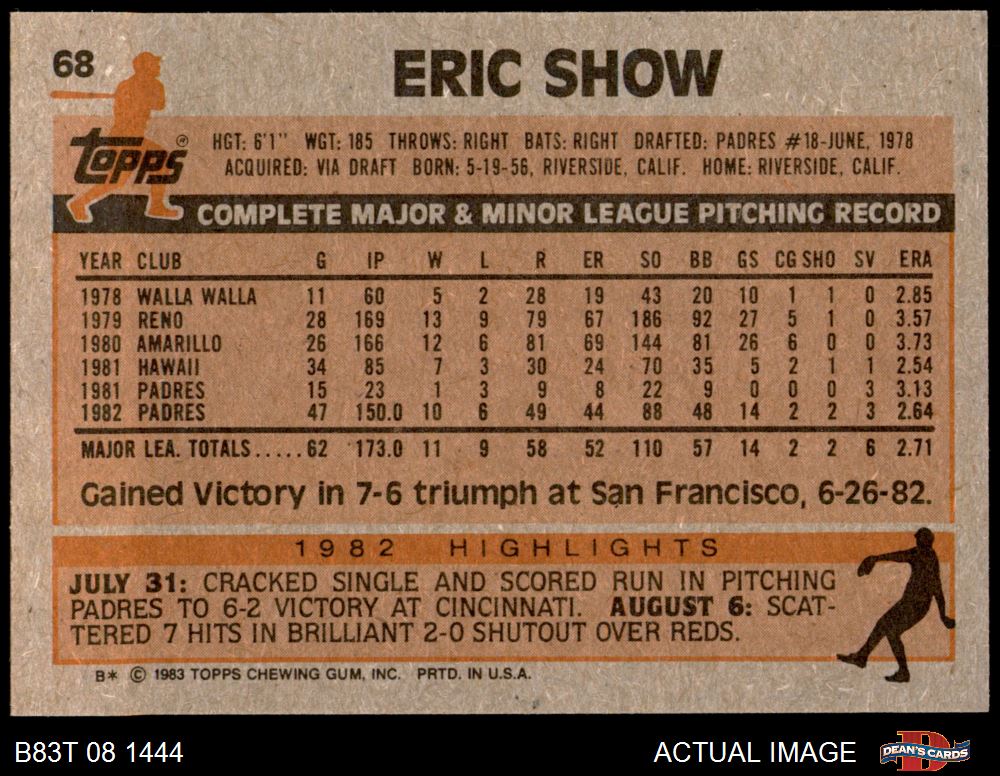 68
ERIC SHOW
Topps®
HGT: 6'1" WGT: 185 THROWS: RIGHT BATS: RIGHT DRAFTED: PADRES #18-JUNE, 1978
ACQUIRED: VIA DRAFT BORN: 5-19-56, RIVERSIDE, CALIF. HOME: RIVERSIDE, CALIF.
COMPLETE MAJOR & MINOR LEAGUE PITCHING RECORD
YEAR CLUB G IP W L R ER SO BB GS CG SHO SV ERA
1978 WALLA WALLA 11 60 5 2 28 19 43 20 10 1 1 0 2.85
1979 RENO 28 169 13 9 79 67 186 92 27 5 1 0 3.57
1980 AMARILLO 26 166 12 6 81 69 144 81 26 6 0 0 3.73
1981 HAWAII 34 85 7 3 30 24 70 35 5 2 1 1 2.54
1981 PADRES 15 23 1 3 9 8 22 9 0 0 0 3 3.13
1982 PADRES 47 150.0 10 6 49 44 88 48 14 2 2 3 2.64
MAJOR LEA. TOTALS.....62 173.0 11 9 58 52 110 57 14 2 2 6 2.71
Gained Victory in 7-6 triumph at San Francisco, 6-26-82.
1982 HIGHLIGHTS
JULY 31: CRACKED SINGLE AND SCORED RUN IN PITCHING
PADRES TO 6-2 VICTORY AT CINCINNATI. AUGUST 6: SCAT-
TERED 7 HITS IN BRILLIANT 2-0 SHUTOUT OVER REDS.
B* © 1983 TOPPS CHEWING GUM, INC. PRTD. IN U.S.A.
B83T 08 1444
ACTUAL IMAGE
D
DEAN'S CARDS